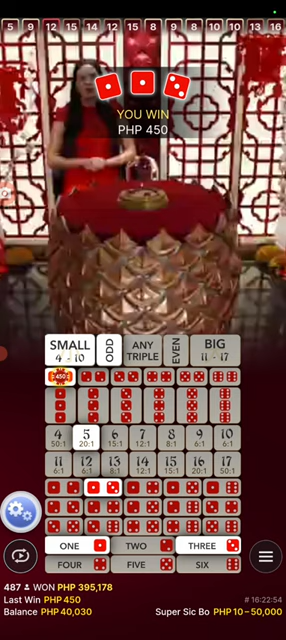 5 9 12 15 14 12 15 8 9 9 14 13 16
YOU WIN
PHP 450
SMALL
4 - 10
ODD
ANY
TRIPLE
EVEN
BIG
11 - 17
450
4 5 6 7 8 9 10
50:1 20:1 15:1 12:1 8:1 6:1 6:1
11 12 13 14 15 16 17
6:1 6:1 8:1 12:1 15:1 20:1 50:1
ONE TWO THREE
FOUR FIVE SIX
487 WON PHP 395,178
Last Win PHP 450
# 16:22:54
Balance PHP 40,030
Super Sic Bo PHP 10 – 50,000